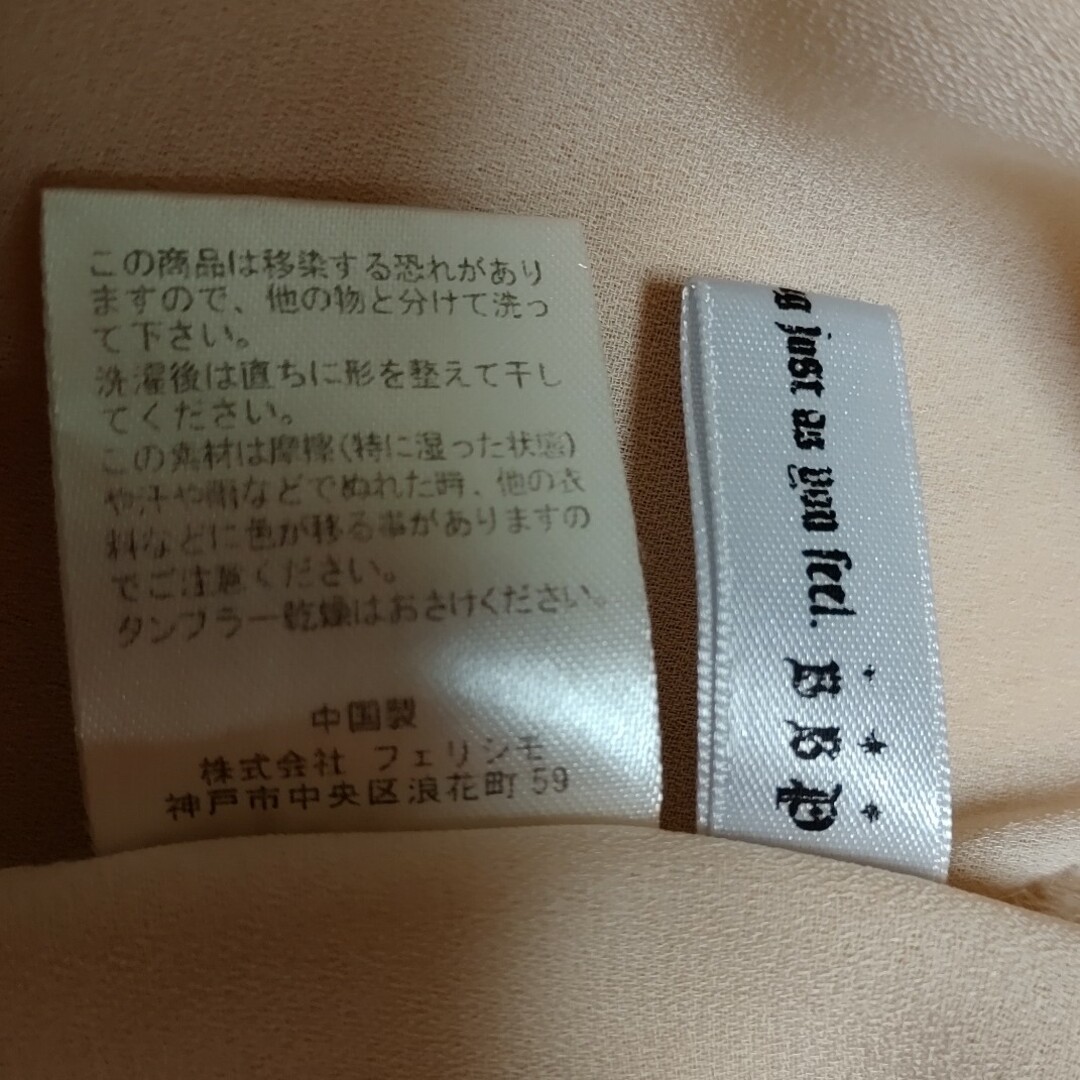 この商品は移染する恐れがあり
ますので、他の物と分けて洗っ
て下さい。
洗濯後は直ちに形を整えて干し
てください。
この素材は摩擦(特に湿った状態)
や汗や雨などでぬれた時、他の衣
料などに色が移る事がありますの
でご注意ください。
タンブラー乾燥はおさけください。
中国製
株式会社 フェリシモ
神戸市中央区浪花町59
just as you feel.